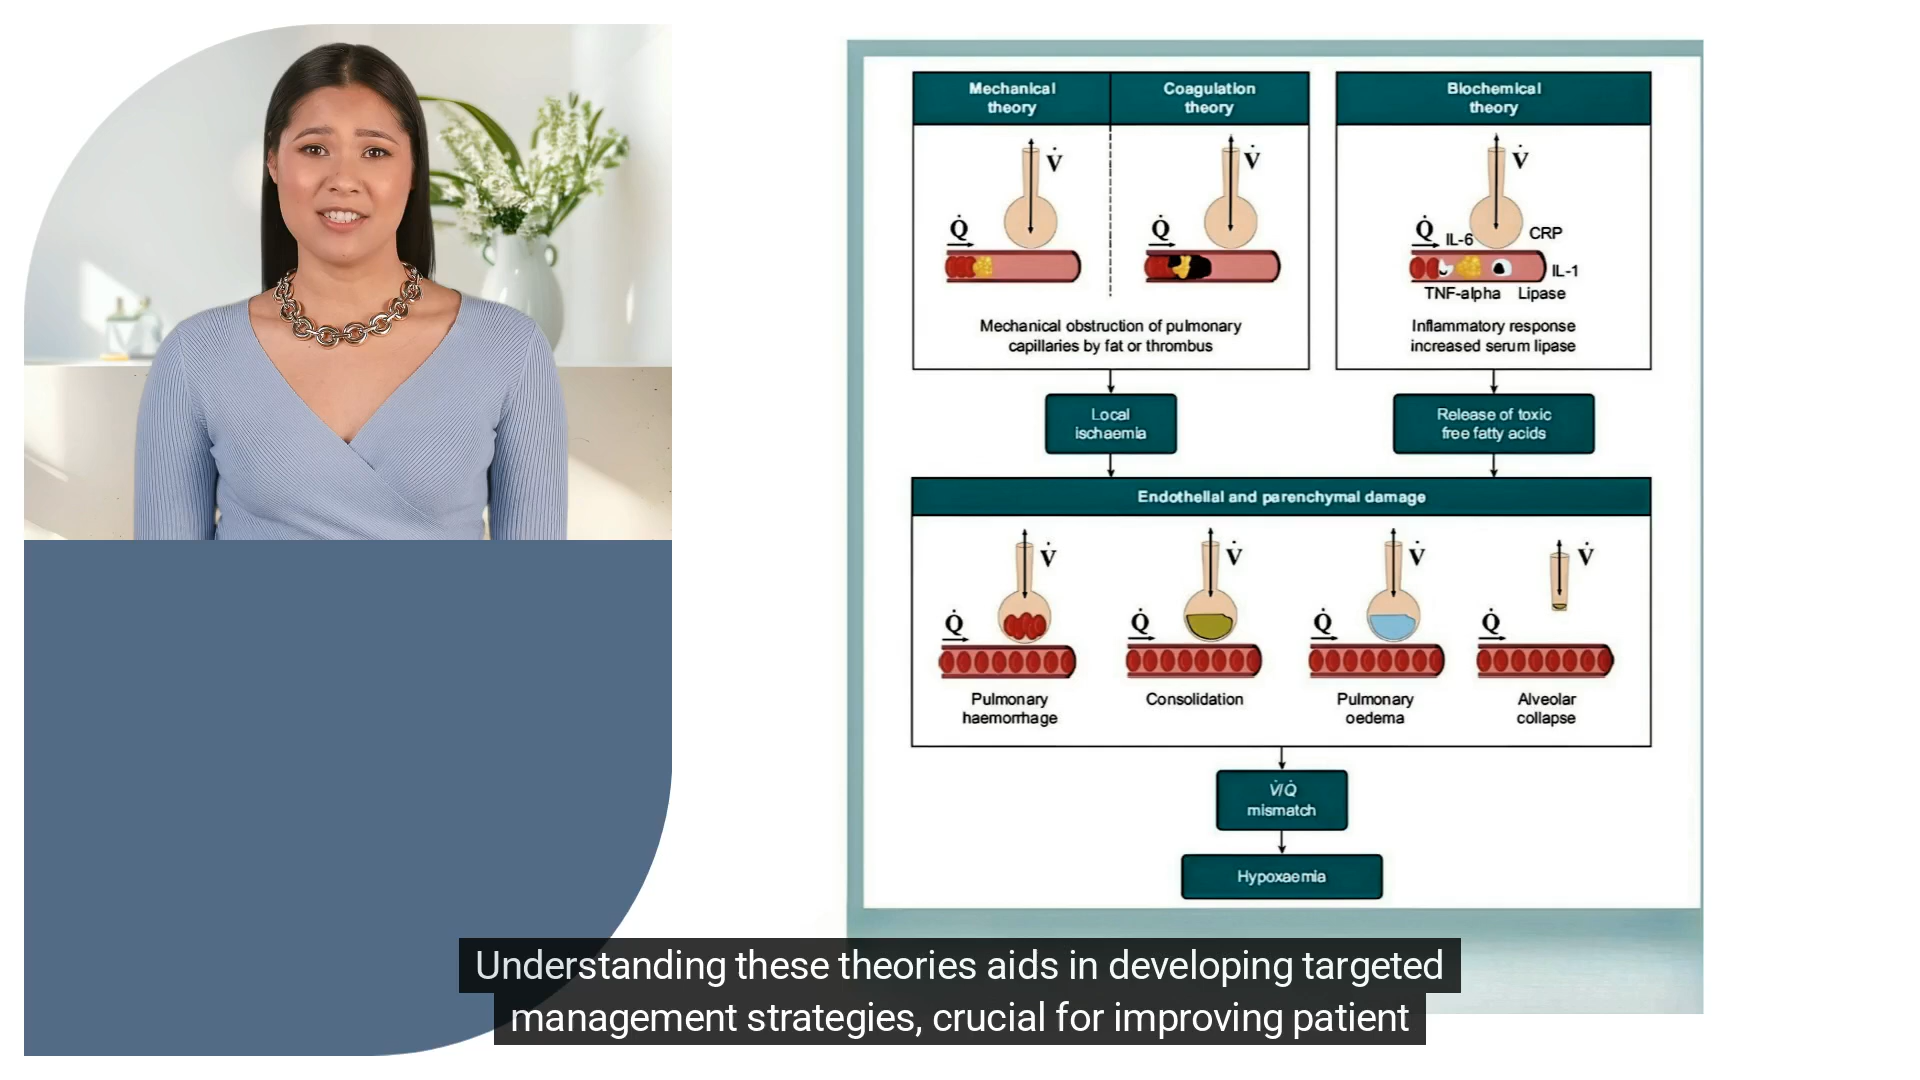 Mechanical
theory
Coagulation
theory
Biochemical
theory
V̇
V̇
V̇
Q̇
Q̇
Q̇
IL-6
CRP
IL-1
TNF-alpha
Lipase
Mechanical obstruction of pulmonary
capillaries by fat or thrombus
Inflammatory response
increased serum lipase
Local
ischaemia
Release of toxic
free fatty acids
Endothelial and parenchymal damage
V̇
V̇
V̇
V̇
Q̇
Q̇
Q̇
Q̇
Pulmonary
haemorrhage
Consolidation
Pulmonary
oedema
Alveolar
collapse
V̇/Q̇
mismatch
Hypoxaemia
Understanding these theories aids in developing targeted
management strategies, crucial for improving patient